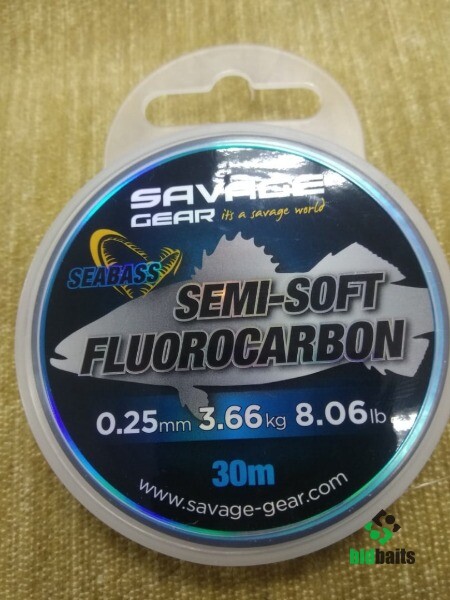 SAVAGE
GEAR it's a savage world
SEABASS
SEMI-SOFT
FLUOROCARBON
0.25mm 3.66kg 8.06lb
30m
www.savage-gear.com
bigbaits